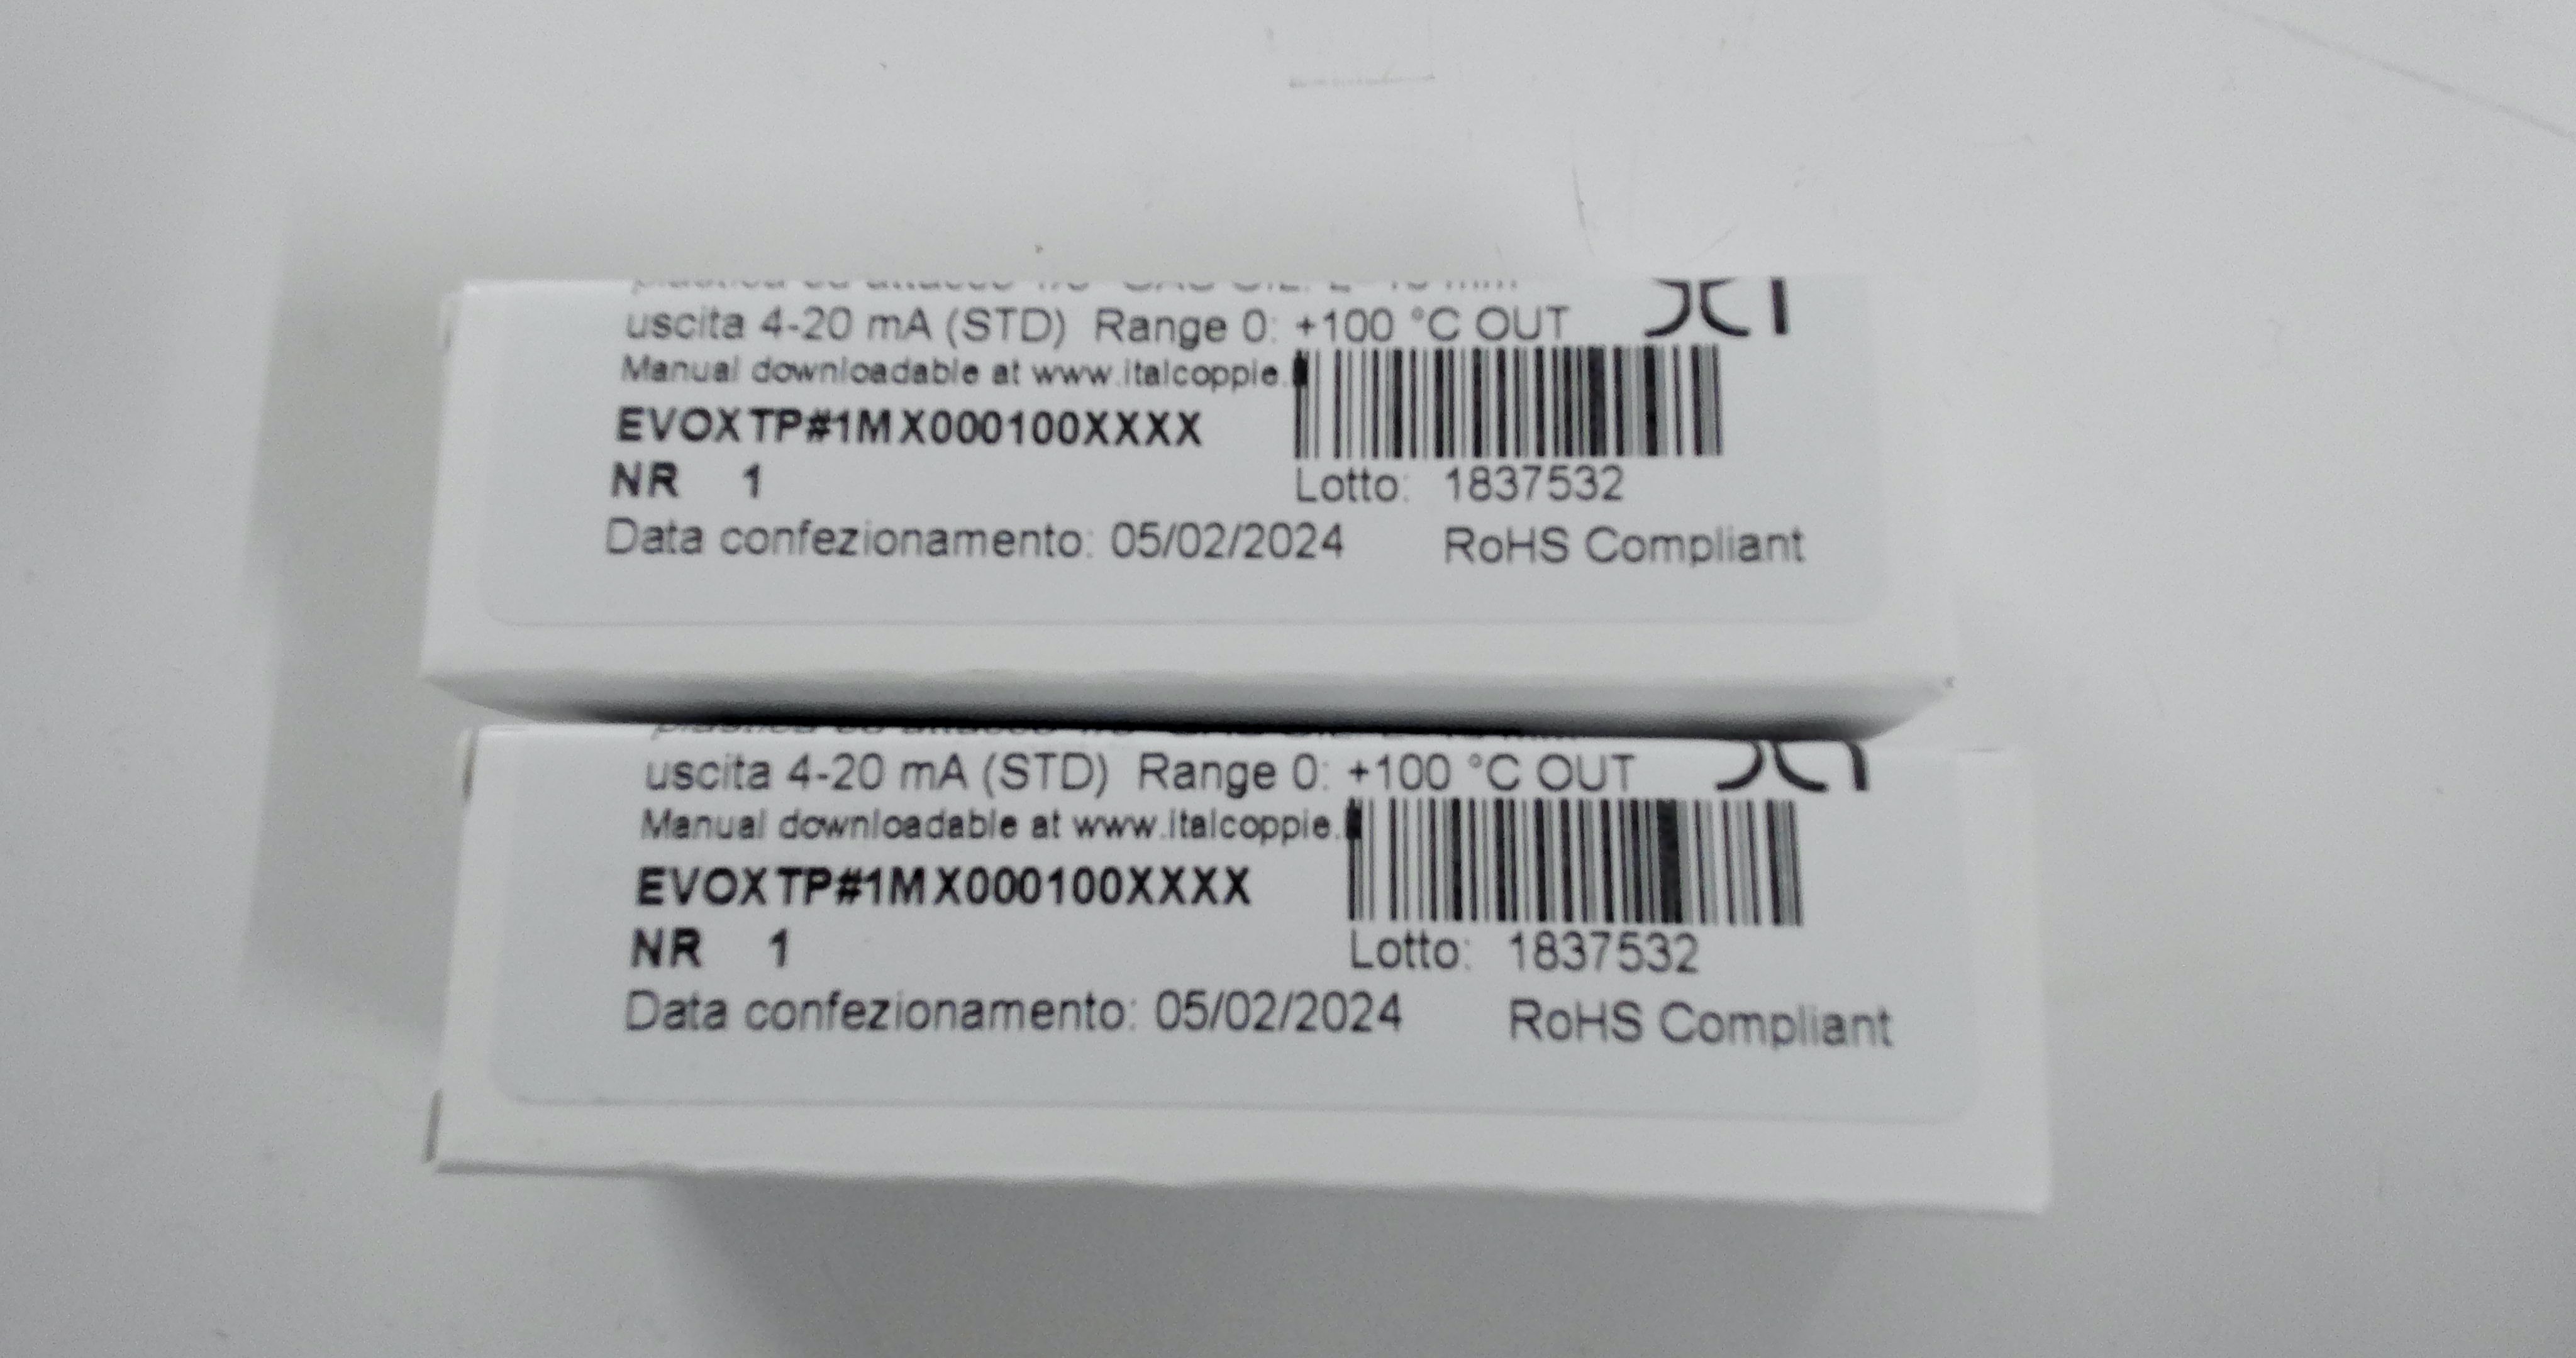 uscita 4-20 mA (STD) Range 0: +100 °C OUT
Manual downloadable at www.italcoppie.
EVOXTP#1MX000100XXXX
NR 1
Lotto: 1837532
Data confezionamento: 05/02/2024 RoHS Compliant
uscita 4-20 mA (STD) Range 0: +100 °C OUT
Manual downloadable at www.italcoppie.
EVOXTP#1MX000100XXXX
NR 1
Lotto: 1837532
Data confezionamento: 05/02/2024 RoHS Compliant